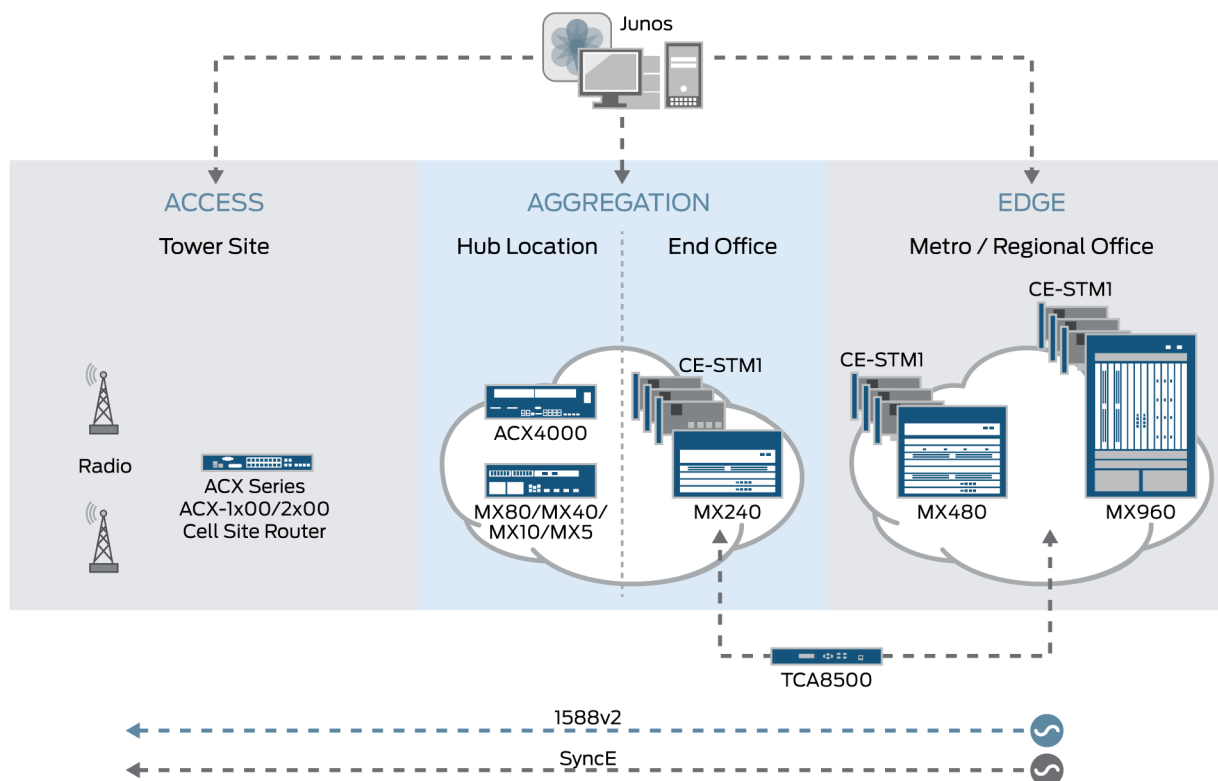 Junos
ACCESS
AGGREGATION
EDGE
Tower Site
Hub Location
End Office
Metro / Regional Office
CE-STM1
CE-STM1
CE-STM1
ACX4000
Radio
ACX Series
ACX-1x00/2x00
Cell Site Router
MX80/MX40/
MX10/MX5
MX240
MX480
MX960
TCA8500
1588v2
SyncE